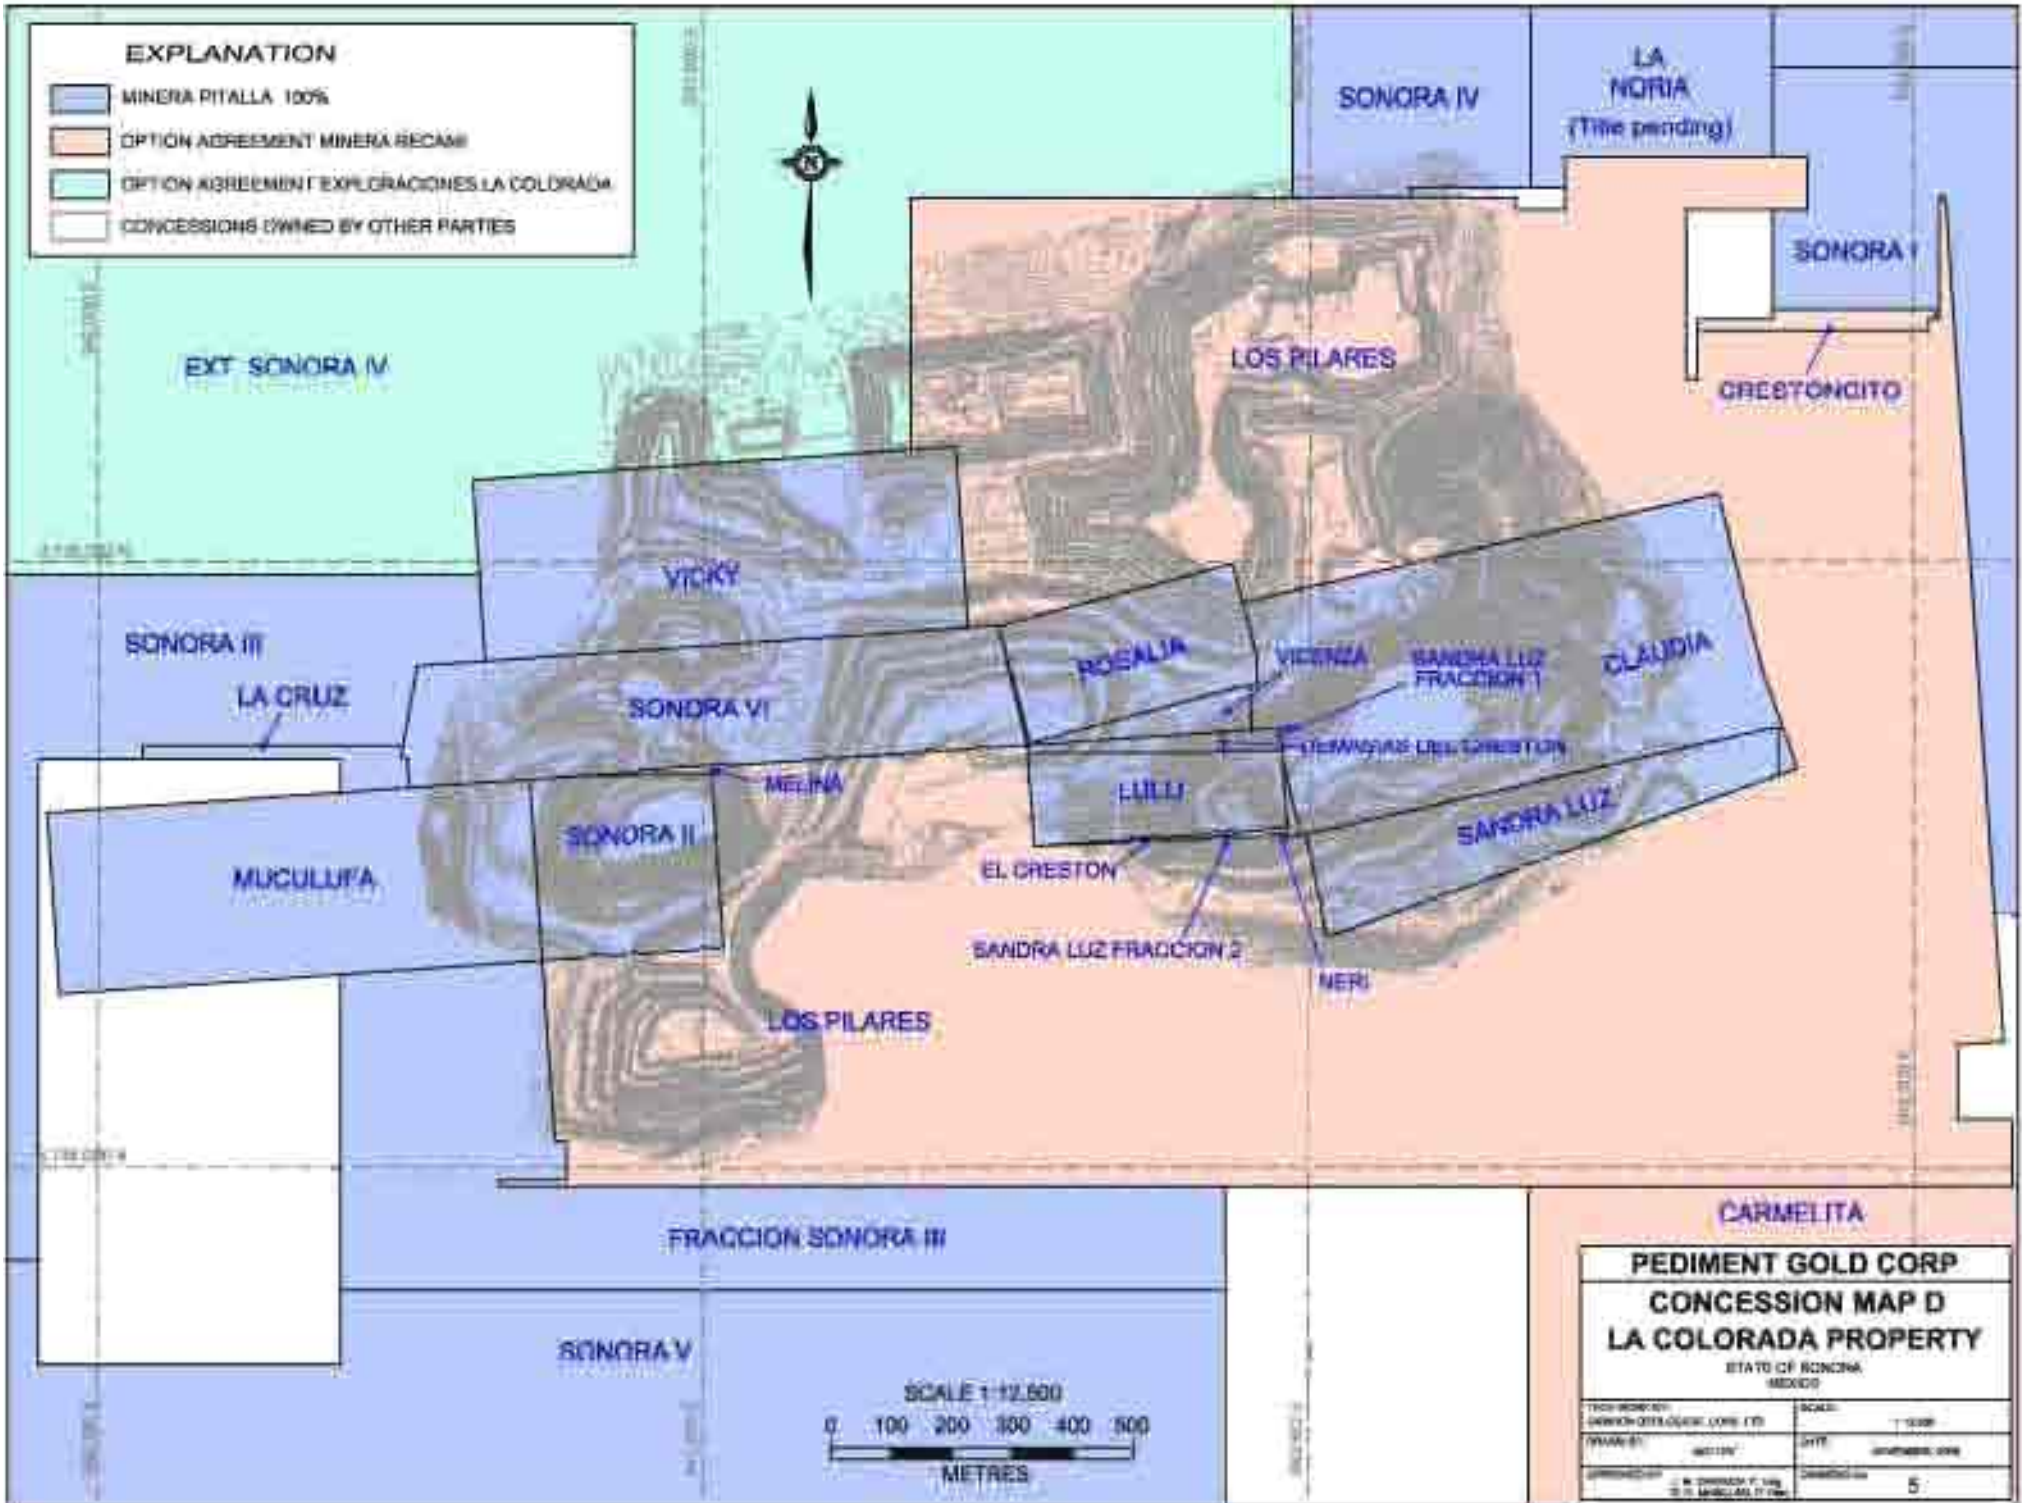 EXPLANATION
MINERA PITALLA 100%
OPTION AGREEMENT MINERA RECAMI
OPTION AGREEMENT EXPLORACIONES LA COLORADA
CONCESSIONS OWNED BY OTHER PARTIES
N
SONORA IV
LA
NORIA
(Title pending)
SONORA I
EXT. SONORA IV
LOS PILARES
CRESTONCITO
VICKY
SONORA III
LA CRUZ
SONORA VI
ROSALIA
VICENZA
SANDRA LUZ
FRACCION 1
CLAUDIA
DEMASIAS DEL CRESTON
MELINA
LULU
SONORA II
SANDRA LUZ
MUCULUFA
EL CRESTON
SANDRA LUZ FRACCION 2
NERI
LOS PILARES
FRACCION SONORA III
SONORA V
CARMELITA
SCALE 1:12,500
0 100 200 300 400 500
METRES
PEDIMENT GOLD CORP
CONCESSION MAP D
LA COLORADA PROPERTY
STATE OF SONORA
MEXICO
SCALE:
DRAWN BY:
DATE:
5